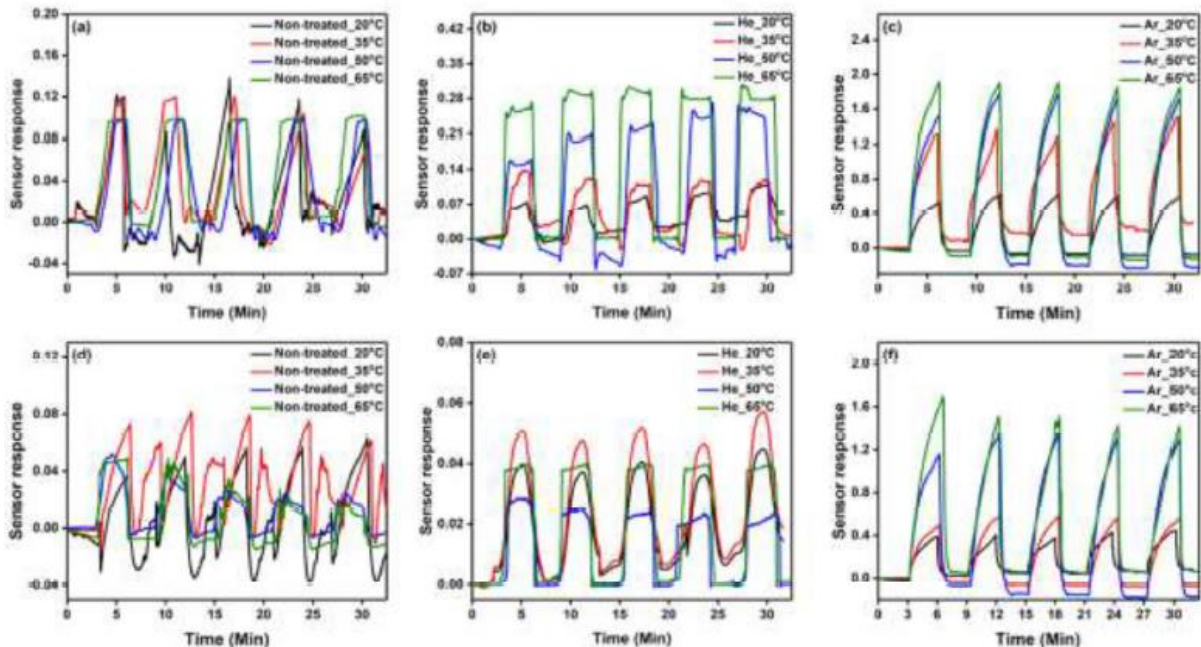 (a)
Non-treated_20°C
Non-treated_35°C
Non-treated_50°C
Non-treated_65°C
0.20
0.16
0.12
0.08
0.04
0.00
-0.04
Sensor response
0 5 10 15 20 25 30
Time (Min)
(b)
He_20°C
He_35°C
He_50°C
He_65°C
0.42
0.35
0.28
0.21
0.14
0.07
0.00
-0.07
Sensor response
0 5 10 15 20 25 30
Time (Min)
(c)
Ar_20°C
Ar_35°C
Ar_50°C
Ar_65°C
2.4
2.0
1.6
1.2
0.8
0.4
0.0
Sensor response
0 5 10 15 20 25 30
Time (Min)
(d)
Non-treated_20°C
Non-treated_35°C
Non-treated_50°C
Non-treated_65°C
0.12
0.08
0.04
0.00
Sensor response
0 5 10 15 20 25 30
Time (Min)
(e)
He_20°C
He_35°C
He_50°C
He_65°C
0.08
0.06
0.04
0.02
0.00
Sensor response
0 5 10 15 20 25 30
Time (Min)
(f)
Ar_20°c
Ar_35°c
Ar_50°c
Ar_65°c
2.0
1.6
1.2
0.8
0.4
0.0
Sensor response
0 3 6 9 12 15 18 21 24 27 30
Time (Min)